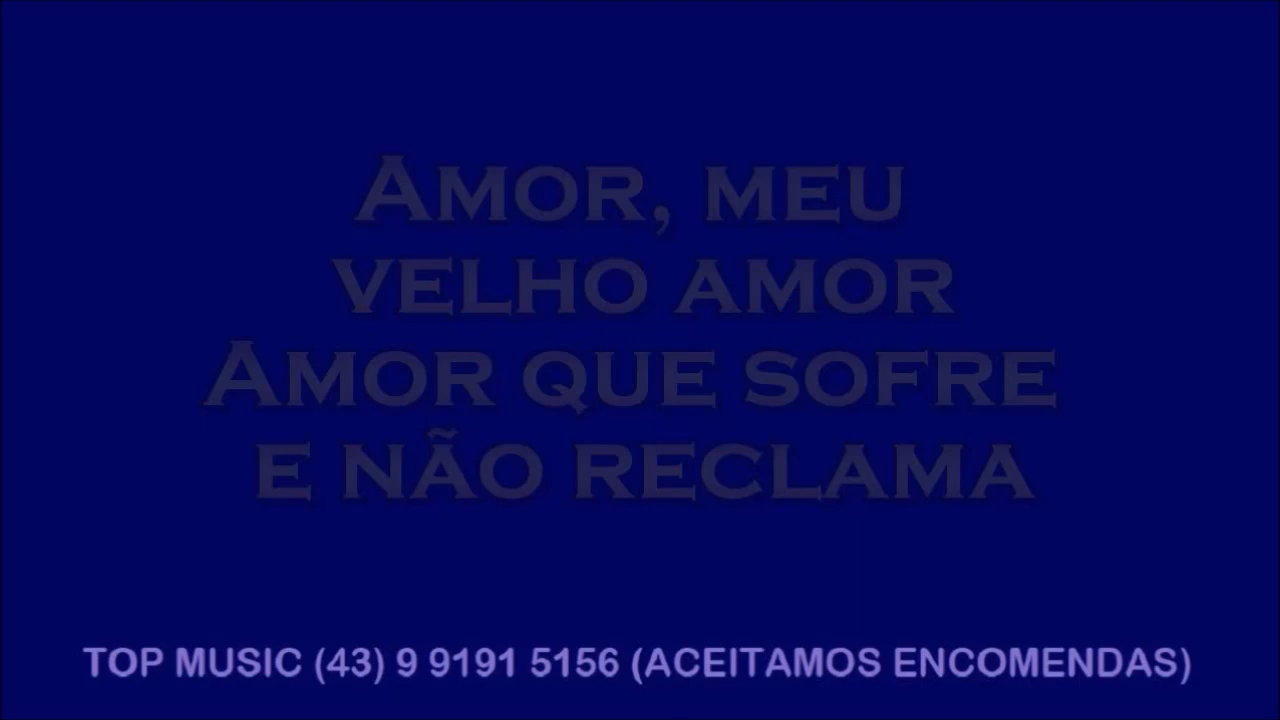 AMOR, MEU
VELHO AMOR
AMOR QUE SOFRE
E NÃO RECLAMA
TOP MUSIC (43) 9 9191 5156 (ACEITAMOS ENCOMENDAS)